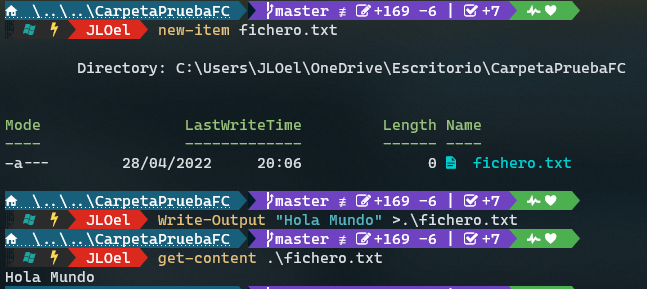 \..\..\CarpetaPruebaFC master ≢ +169 -6 | +7
JLOel new-item fichero.txt
Directory: C:\Users\JLOel\OneDrive\Escritorio\CarpetaPruebaFC
Mode LastWriteTime Length Name
---- ------------- ------ ----
-a--- 28/04/2022 20:06 0 fichero.txt
\..\..\CarpetaPruebaFC master ≢ +169 -6 | +7
JLOel Write-Output "Hola Mundo" >.\fichero.txt
\..\..\CarpetaPruebaFC master ≢ +169 -6 | +7
JLOel get-content .\fichero.txt
Hola Mundo